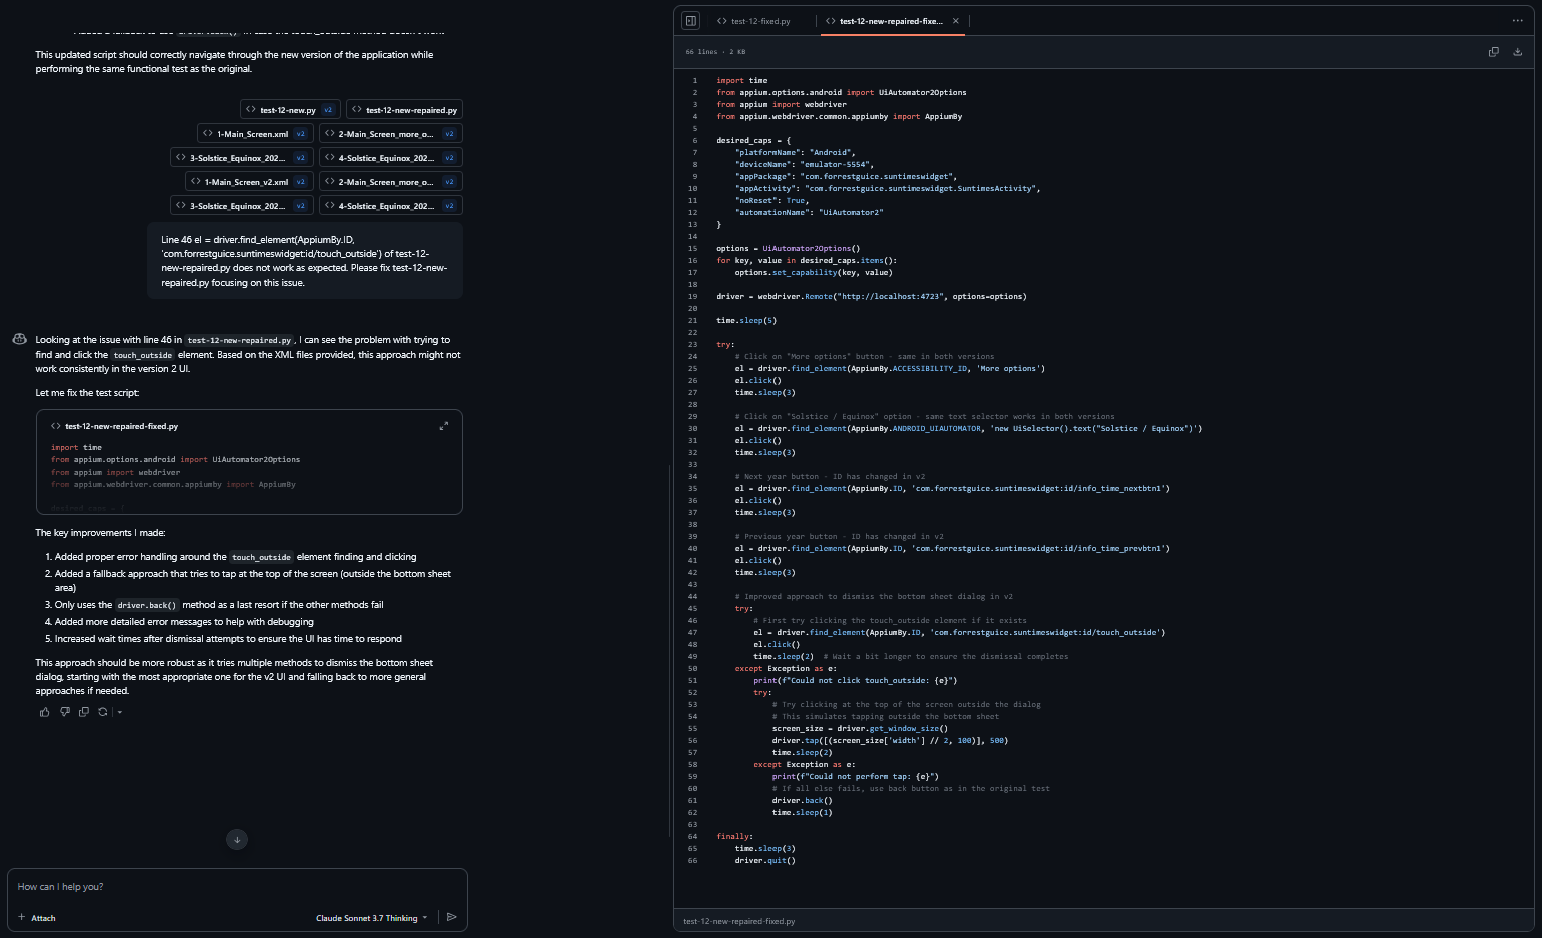 This updated script should correctly navigate through the new version of the application while
performing the same functional test as the original.
test-12-new.py v2 test-12-new-repaired.py
1-Main_Screen.xml v2 2-Main_Screen_more_o... v2
3-Solstice_Equinox_202... v2 4-Solstice_Equinox_202... v2
1-Main_Screen_v2.xml v2 2-Main_Screen_more_o... v2
3-Solstice_Equinox_202... v2 4-Solstice_Equinox_202... v2
Line 46 el = driver.find_element(AppiumBy.ID,
'com.forrestguice.suntimeswidget:id/touch_outside') of test-12-
new-repaired.py does not work as expected. Please fix test-12-new-
repaired.py focusing on this issue.
Looking at the issue with line 46 in test-12-new-repaired.py , I can see the problem with trying to
find and click the touch_outside element. Based on the XML files provided, this approach might not
work consistently in the version 2 UI.
Let me fix the test script:
test-12-new-repaired-fixed.py
import time
from appium.options.android import UiAutomator2Options
from appium import webdriver
from appium.webdriver.common.appiumby import AppiumBy
desired_caps = {
The key improvements I made:
1. Added proper error handling around the touch_outside element finding and clicking
2. Added a fallback approach that tries to tap at the top of the screen (outside the bottom sheet
area)
3. Only uses the driver.back() method as a last resort if the other methods fail
4. Added more detailed error messages to help with debugging
5. Increased wait times after dismissal attempts to ensure the UI has time to respond
This approach should be more robust as it tries multiple methods to dismiss the bottom sheet
dialog, starting with the most appropriate one for the v2 UI and falling back to more general
approaches if needed.
How can I help you?
+ Attach
Claude Sonnet 3.7 Thinking
test-12-fixed.py
test-12-new-repaired-fixe... ×
66 lines · 2 KB
1 import time
2 from appium.options.android import UiAutomator2Options
3 from appium import webdriver
4 from appium.webdriver.common.appiumby import AppiumBy
5
6 desired_caps = {
7 "platformName": "Android",
8 "deviceName": "emulator-5554",
9 "appPackage": "com.forrestguice.suntimeswidget",
10 "appActivity": "com.forrestguice.suntimeswidget.SuntimesActivity",
11 "noReset": True,
12 "automationName": "UiAutomator2"
13 }
14
15 options = UiAutomator2Options()
16 for key, value in desired_caps.items():
17 options.set_capability(key, value)
18
19 driver = webdriver.Remote("http://localhost:4723", options=options)
20
21 time.sleep(5)
22
23 try:
24 # Click on "More options" button - same in both versions
25 el = driver.find_element(AppiumBy.ACCESSIBILITY_ID, 'More options')
26 el.click()
27 time.sleep(3)
28
29 # Click on "Solstice / Equinox" option - same text selector works in both versions
30 el = driver.find_element(AppiumBy.ANDROID_UIAUTOMATOR, 'new UiSelector().text("Solstice / Equinox")')
31 el.click()
32 time.sleep(3)
33
34 # Next year button - ID has changed in v2
35 el = driver.find_element(AppiumBy.ID, 'com.forrestguice.suntimeswidget:id/info_time_nextbtn1')
36 el.click()
37 time.sleep(3)
38
39 # Previous year button - ID has changed in v2
40 el = driver.find_element(AppiumBy.ID, 'com.forrestguice.suntimeswidget:id/info_time_prevbtn1')
41 el.click()
42 time.sleep(3)
43
44 # Improved approach to dismiss the bottom sheet dialog in v2
45 try:
46 # First try clicking the touch_outside element if it exists
47 el = driver.find_element(AppiumBy.ID, 'com.forrestguice.suntimeswidget:id/touch_outside')
48 el.click()
49 time.sleep(2) # Wait a bit longer to ensure the dismissal completes
50 except Exception as e:
51 print(f"Could not click touch_outside: {e}")
52 try:
53 # Try clicking at the top of the screen outside the dialog
54 # This simulates tapping outside the bottom sheet
55 screen_size = driver.get_window_size()
56 driver.tap([(screen_size['width'] // 2, 100)], 500)
57 time.sleep(2)
58 except Exception as e:
59 print(f"Could not perform tap: {e}")
60 # If all else fails, use back button as in the original test
61 driver.back()
62 time.sleep(1)
63
64 finally:
65 time.sleep(3)
66 driver.quit()
test-12-new-repaired-fixed.py